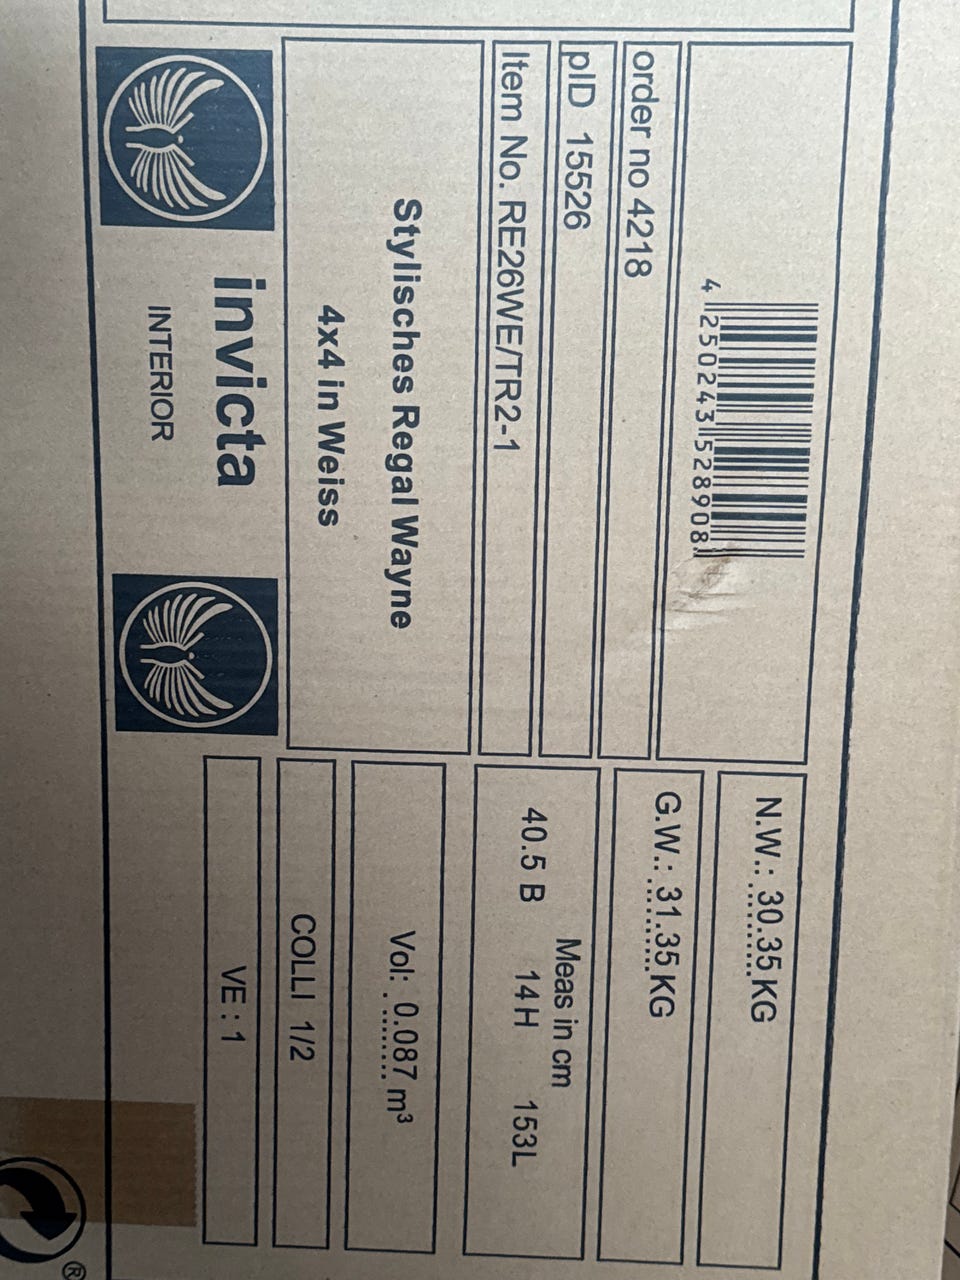 4 250243 528908
order no 4218
pID 15526
Item No. RE26WE/TR2-1
Stylisches Regal Wayne
4x4 in Weiss
invicta
INTERIOR
N.W.: 30.35 KG
G.W.: 31.35 KG
Meas in cm
40.5 B 14 H 153L
Vol: 0.087 m³
COLLI 1/2
VE : 1
®